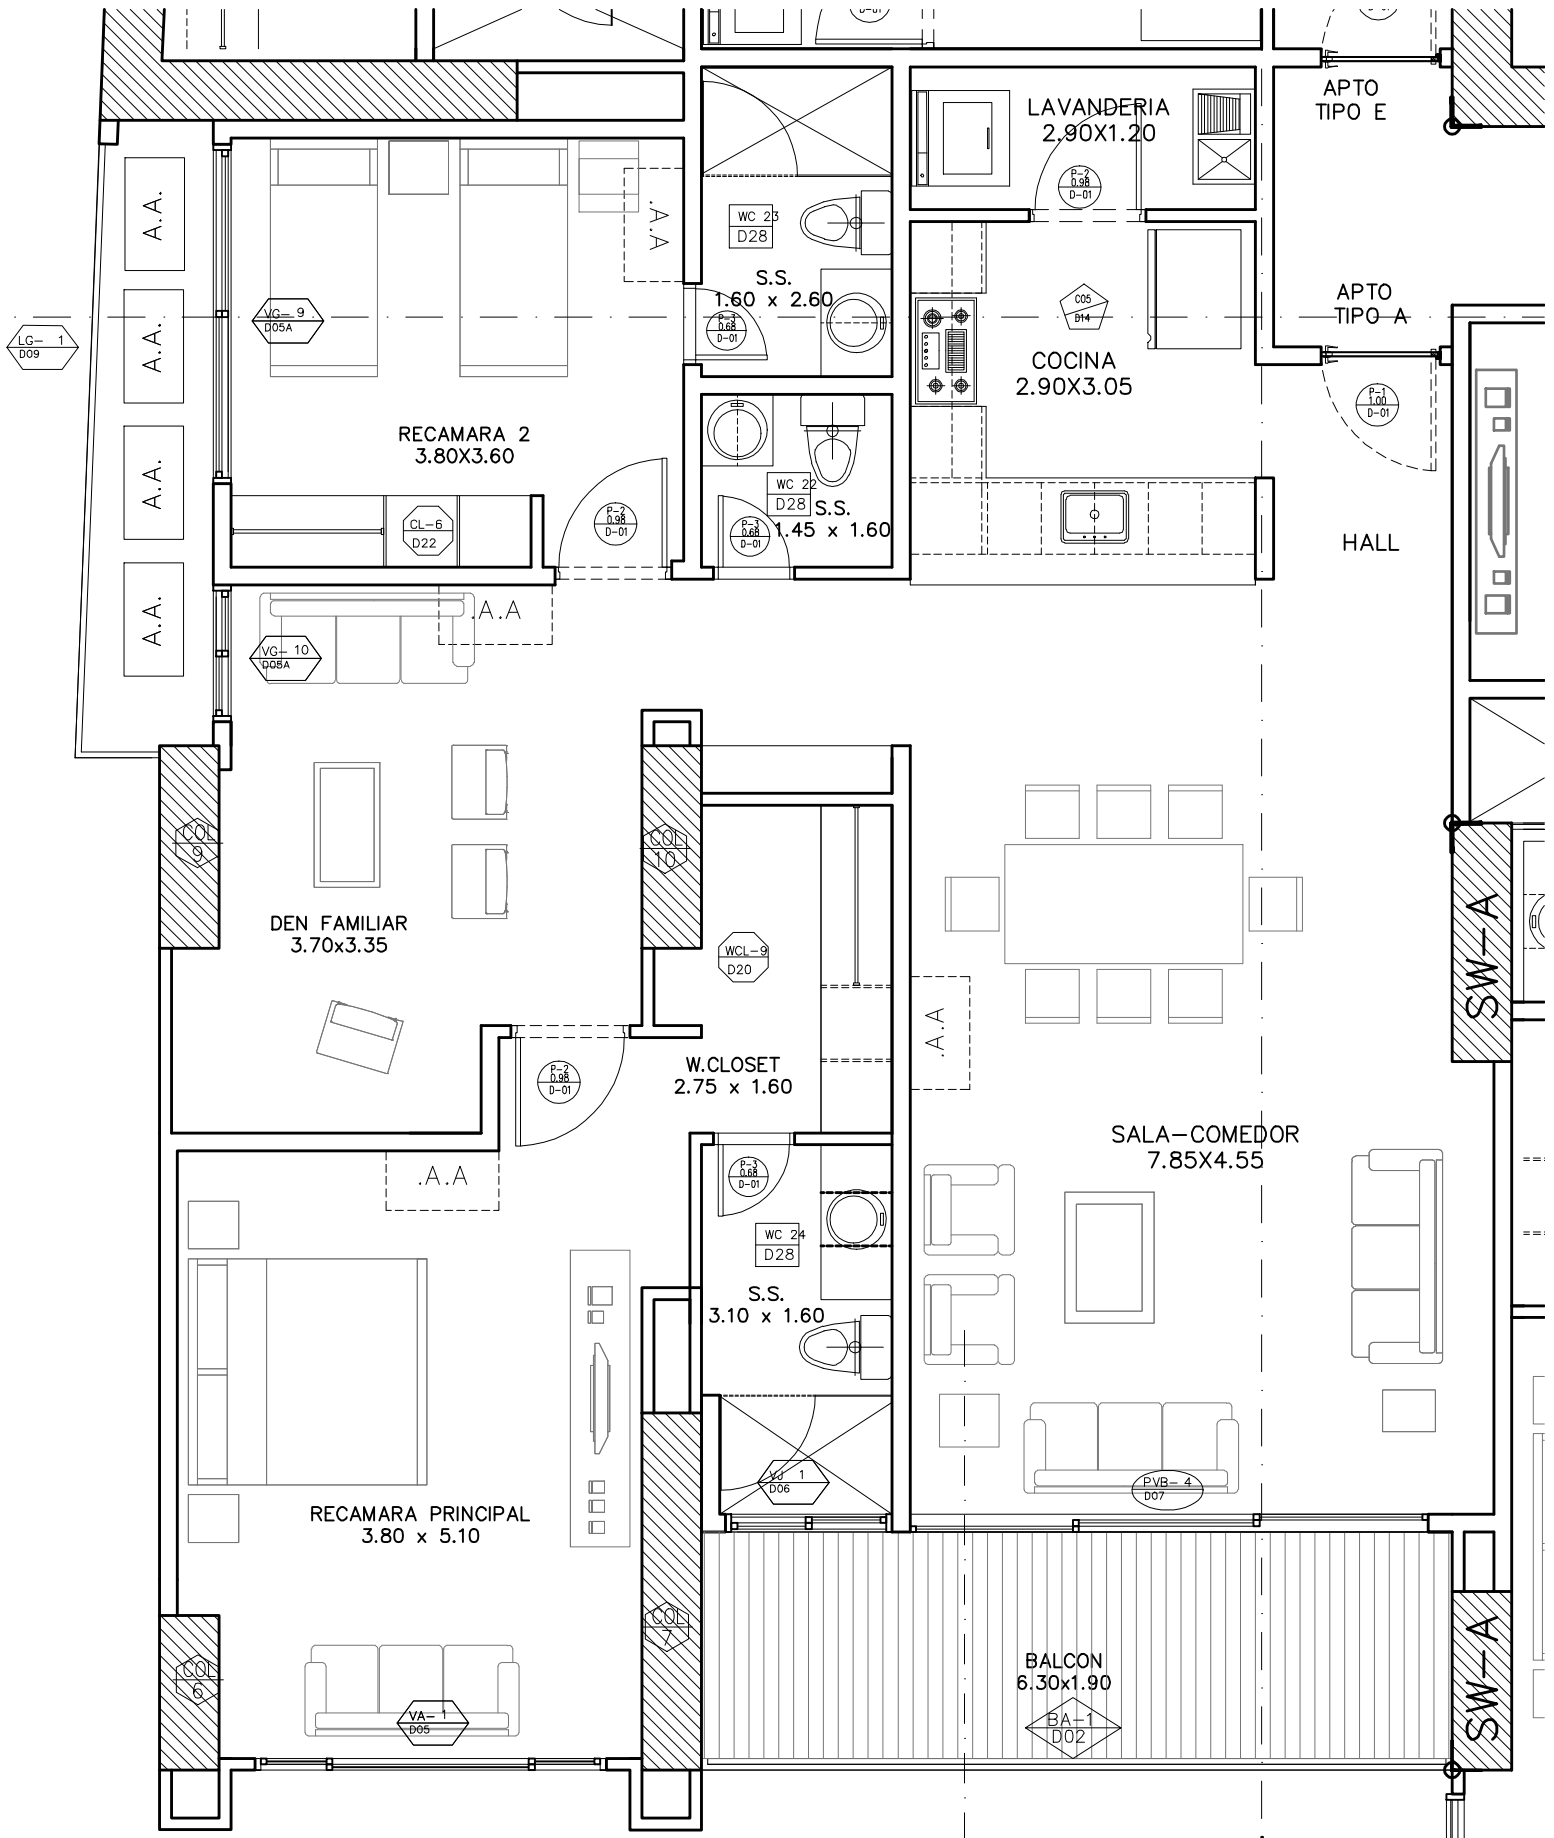 D-01
D-01
APTO
TIPO E
LAVANDERIA
2.90X1.20
P-2
0.98
D-01
A.A.
.A.A
WC 23
D28
S.S.
1.60 x 2.60
APTO
TIPO A
C05
D14
VG- 9
D05A
LG- 1
D09
A.A.
P-3
0.68
D-01
COCINA
2.90X3.05
P-1
1.00
D-01
RECAMARA 2
3.80X3.60
A.A.
WC 22
D28
S.S.
1.45 x 1.60
CL-6
D22
P-2
0.98
D-01
P-3
0.68
D-01
HALL
A.A.
.A.A
VG- 10
D05A
COL
9
COL
10
DEN FAMILIAR
3.70x3.35
WCL-9
D20
SW-A
.A.A
P-2
0.98
D-01
W.CLOSET
2.75 x 1.60
SALA-COMEDOR
7.85X4.55
.A.A
P-3
0.68
D-01
WC 24
D28
S.S.
3.10 x 1.60
VJ 1
D06
PVB- 4
D07
RECAMARA PRINCIPAL
3.80 x 5.10
COL
7
COL
6
BALCON
6.30x1.90
SW-A
VA- 1
D05
BA-1
D02